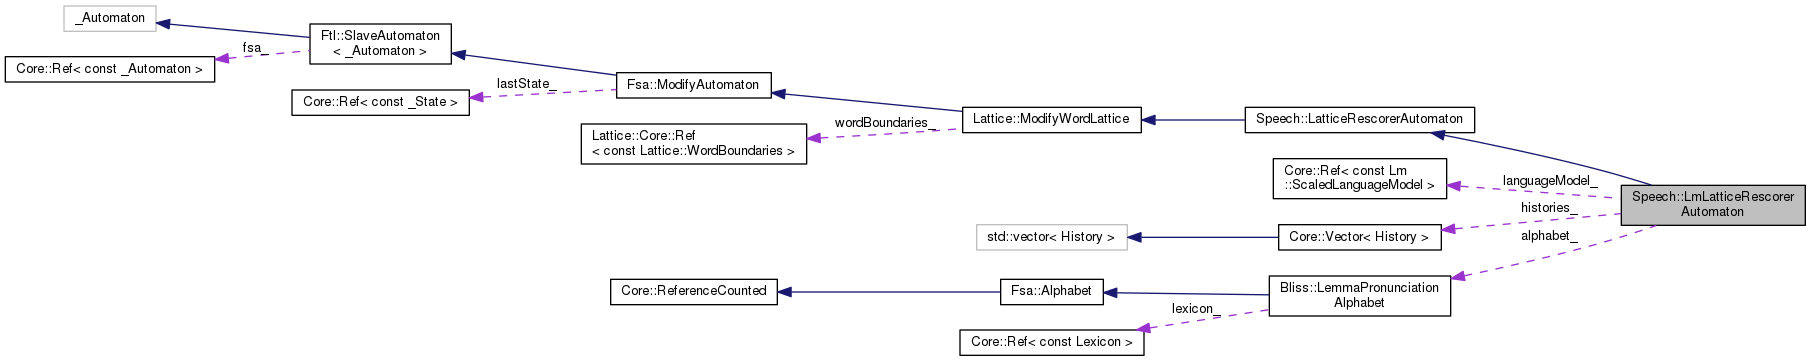 _Automaton
Ftl::SlaveAutomaton
< _Automaton >
fsa_
Core::Ref< const _Automaton >
Fsa::ModifyAutomaton
lastState_
Core::Ref< const _State >
Lattice::ModifyWordLattice
Speech::LatticeRescorerAutomaton
wordBoundaries_
Lattice::Core::Ref
< const Lattice::WordBoundaries >
Core::Ref< const Lm
::ScaledLanguageModel >
languageModel_
Speech::LmLatticeRescorer
Automaton
histories_
std::vector< History >
Core::Vector< History >
alphabet_
Core::ReferenceCounted
Fsa::Alphabet
Bliss::LemmaPronunciation
Alphabet
lexicon_
Core::Ref< const Lexicon >